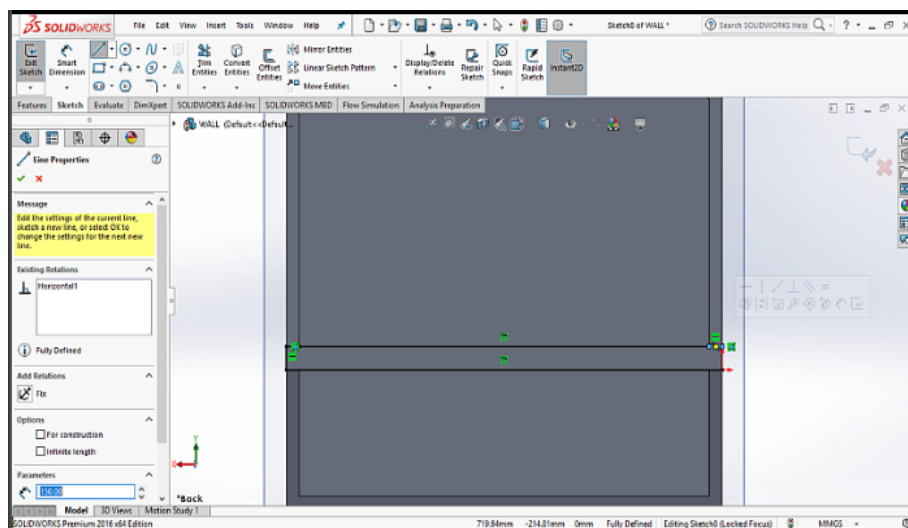 SOLIDWORKS File Edit View Insert Tools Window Help Sketch8 of WALL * Search SOLIDWORKS Help
Exit Sketch
Smart Dimension
Trim Entities
Convert Entities
Offset Entities
Mirror Entities
Linear Sketch Pattern
Move Entities
Display/Delete Relations
Repair Sketch
Quick Snaps
Rapid Sketch
Instant2D
Features Sketch Evaluate DimXpert SOLIDWORKS Add-Ins SOLIDWORKS MBD Flow Simulation Analysis Preparation
WALL (Default<<Default...
Line Properties
Message
Edit the settings of the current line,
sketch a new line, or select OK to
change the settings for the next new
line.
Existing Relations
Horizontal1
Fully Defined
Add Relations
Fix
Options
For construction
Infinite length
Parameters
150.00
Y
X
*Back
Model 3D Views Motion Study 1
SOLIDWORKS Premium 2016 x64 Edition 719.94mm -214.81mm 0mm Fully Defined Editing Sketch8 (Locked Focus) MMGS